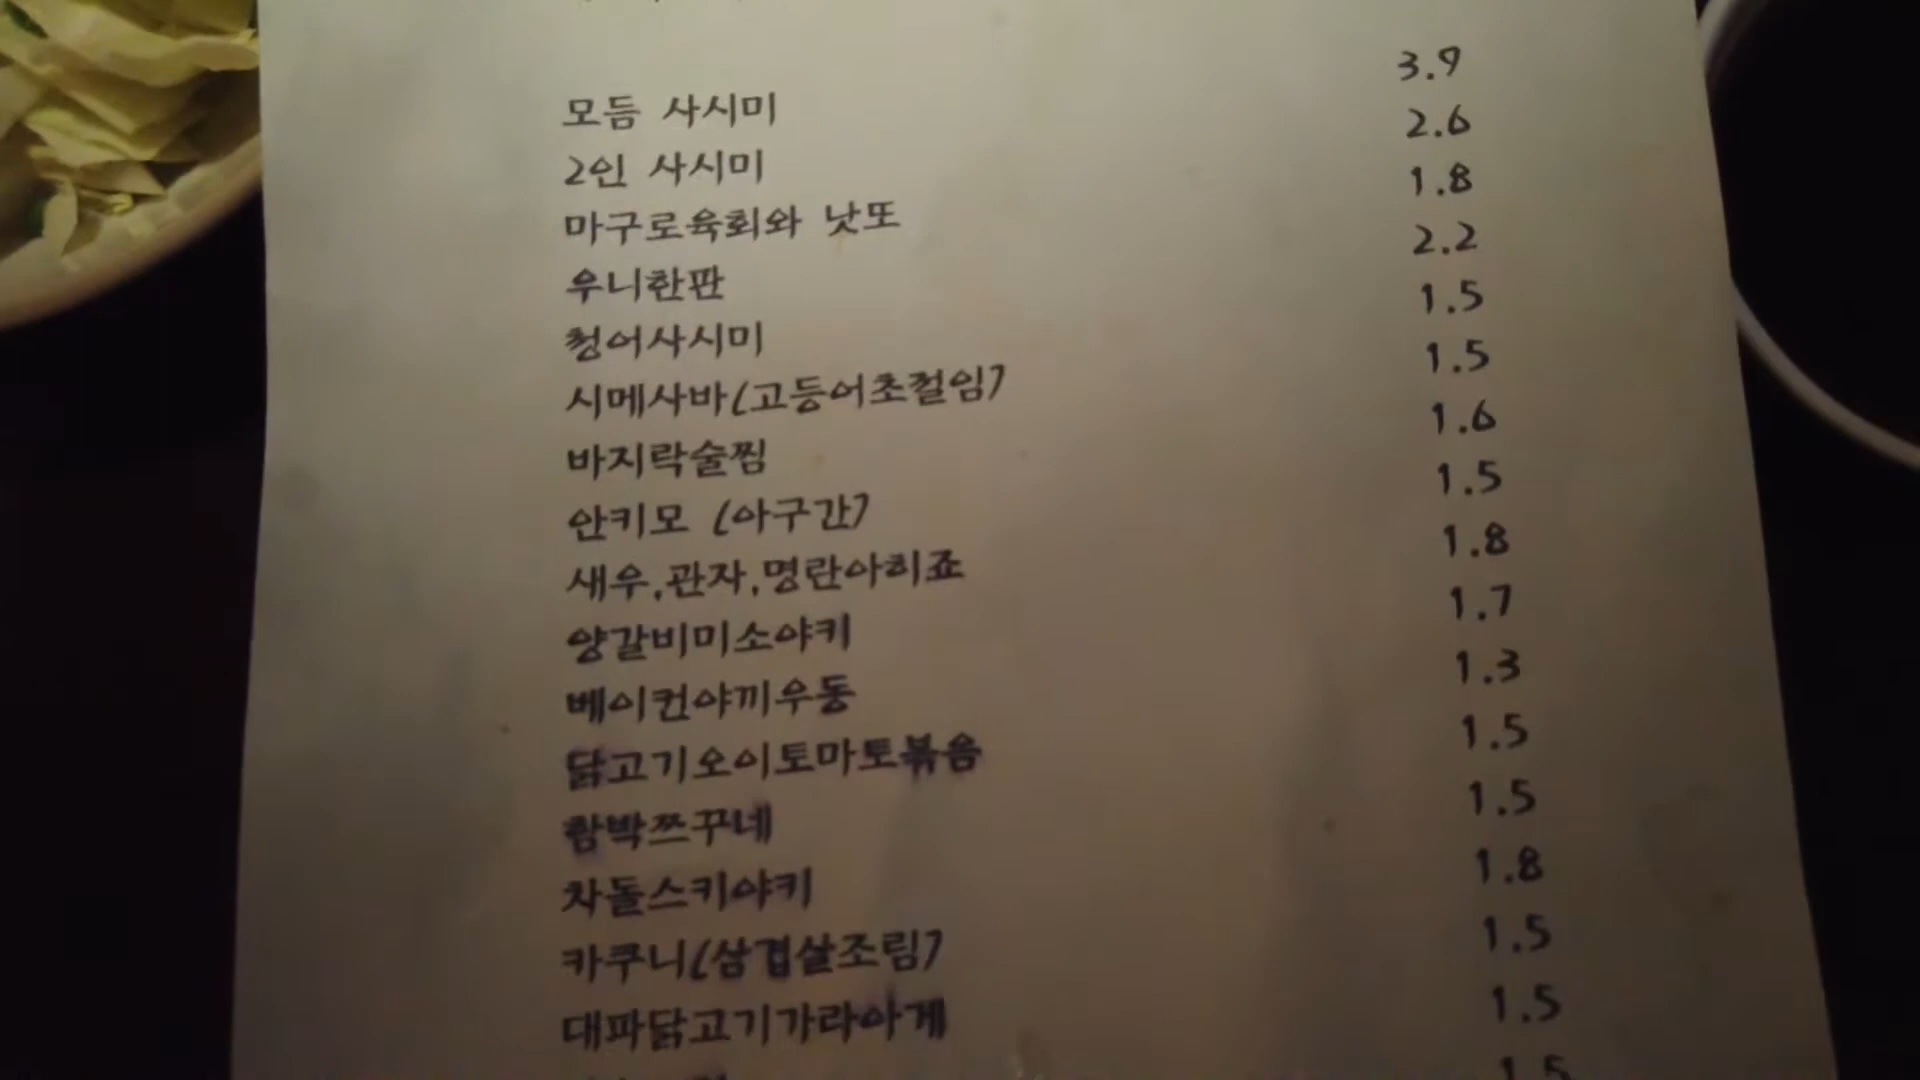 모듬 사시미 3.9
2인 사시미 2.6
마구로육회와 낫또 1.8
우니한판 2.2
청어사시미 1.5
시메사바(고등어초절임) 1.5
바지락술찜 1.6
안키모 (아구간) 1.5
새우,관자,명란아히죠 1.8
양갈비미소야키 1.7
베이컨야끼우동 1.3
닭고기오이토마토볶음 1.5
함박쯔꾸네 1.5
차돌스키야키 1.8
카쿠니(삼겹살조림) 1.5
대파닭고기가라아게 1.5
1.5